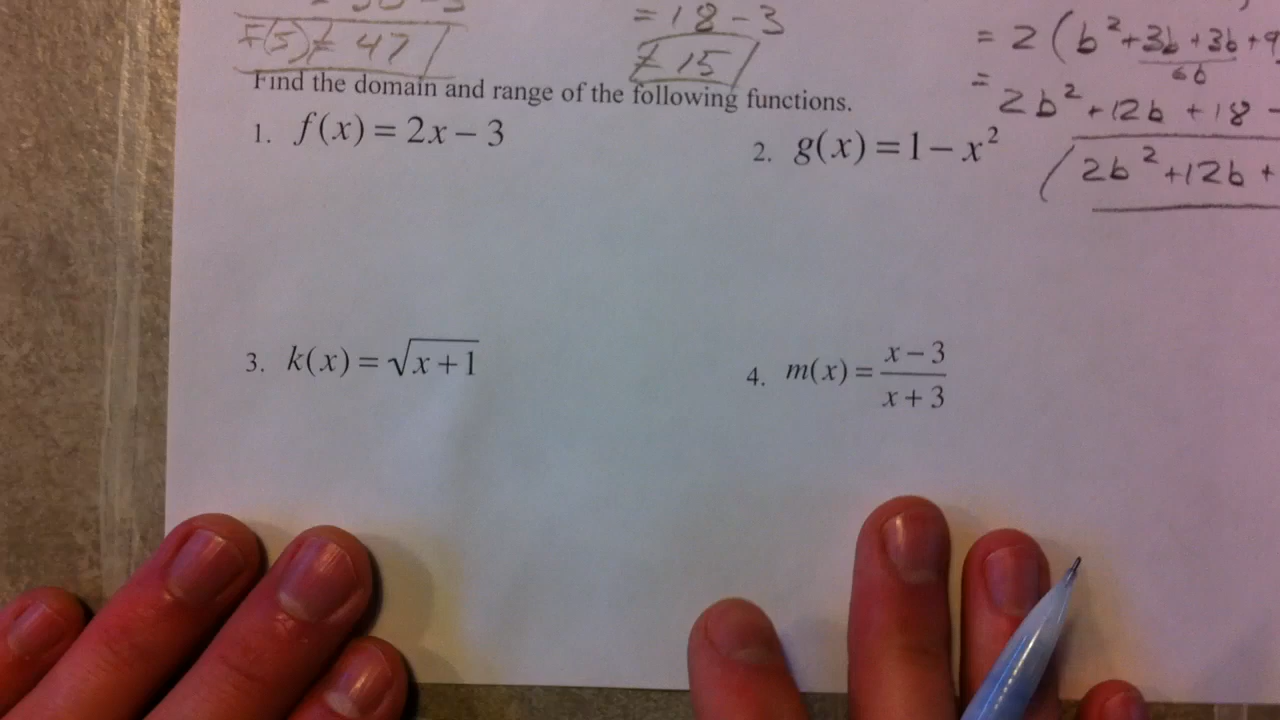 F(5) = 47
= 18 - 3
= 15
= 2 (b² + 3b + 3b + 9
6b
= 2b² + 12b + 18 -
2b² + 12b +
Find the domain and range of the following functions.
1. f(x) = 2x - 3
2. g(x) = 1 - x²
3. k(x) = √(x + 1)
4. m(x) = (x - 3)/(x + 3)